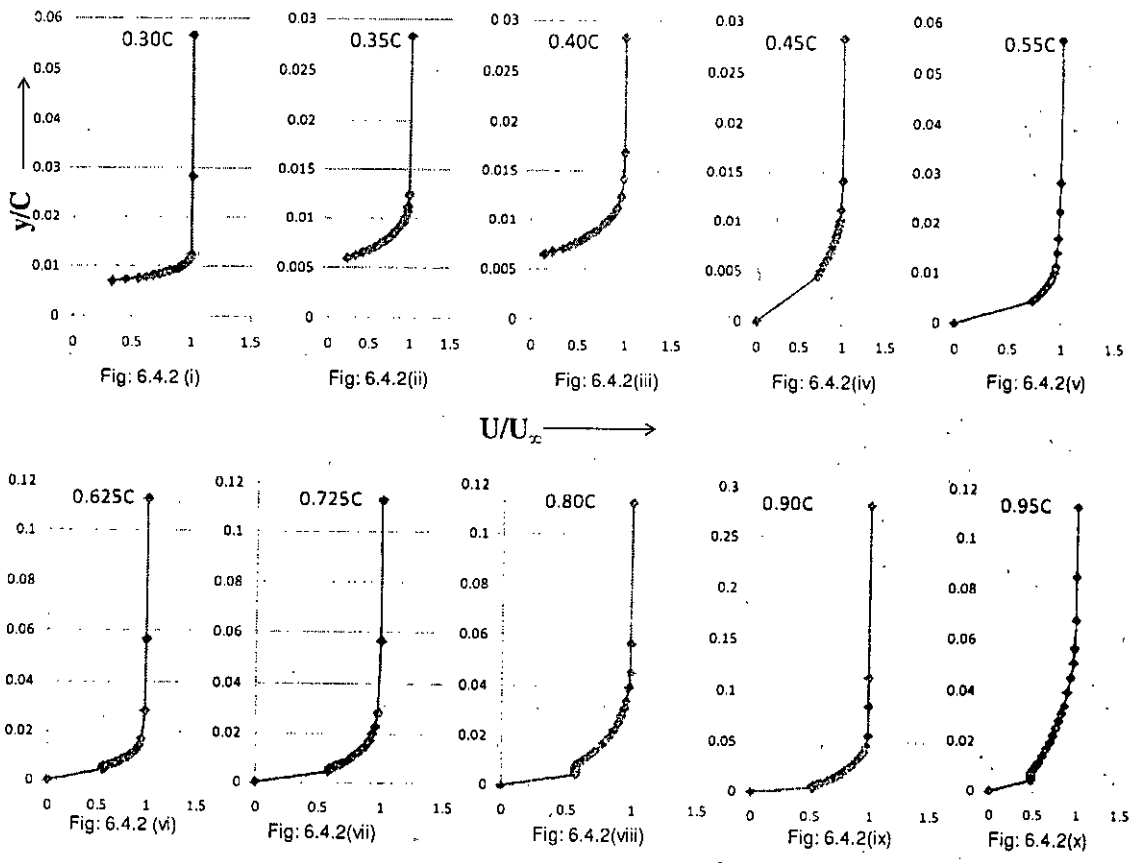 0.06 0.03 0.03 0.03 0.06
0.30C 0.35C 0.40C 0.45C 0.55C
0.05 0.025 0.025 0.025 0.05
0.04 0.02 0.02 0.02 0.04
0.03 0.015 0.015 0.015 0.03
y/C
0.02 0.01 0.01 0.01 0.02
0.01 0.005 0.005 0.005 0.01
0 0 0 0 0
0 0.5 1 1.5 0 0.5 1 1.5 0 0.5 1 1.5 0 0.5 1 1.5 0 0.5 1 1.5
Fig: 6.4.2 (i) Fig: 6.4.2(ii) Fig: 6.4.2(iii) Fig: 6.4.2(iv) Fig: 6.4.2(v)
U/U∞
0.12 0.12 0.12 0.3 0.12
0.625C 0.725C 0.80C 0.90C 0.95C
0.1 0.1 0.1 0.25 0.1
0.08 0.08 0.08 0.2 0.08
0.06 0.06 0.06 0.15 0.06
0.04 0.04 0.04 0.1 0.04
0.02 0.02 0.02 0.05 0.02
0 0 0 0 0
0 0.5 1 1.5 0 0.5 1 1.5 0 0.5 1 1.5 0 0.5 1 1.5 0 0.5 1 1.5
Fig: 6.4.2 (vi) Fig: 6.4.2(vii) Fig: 6.4.2(viii) Fig: 6.4.2(ix) Fig: 6.4.2(x)